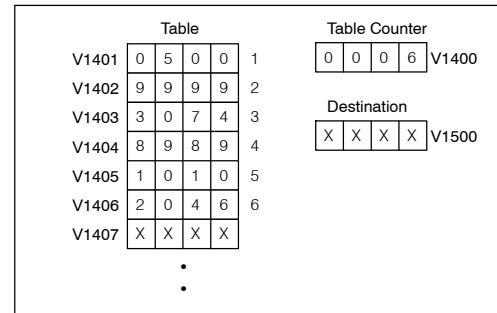 Table
V1401 0 5 0 0 1
V1402 9 9 9 9 2
V1403 3 0 7 4 3
V1404 8 9 8 9 4
V1405 1 0 1 0 5
V1406 2 0 4 6 6
V1407 X X X X
Table Counter
0 0 0 6 V1400
Destination
X X X X V1500